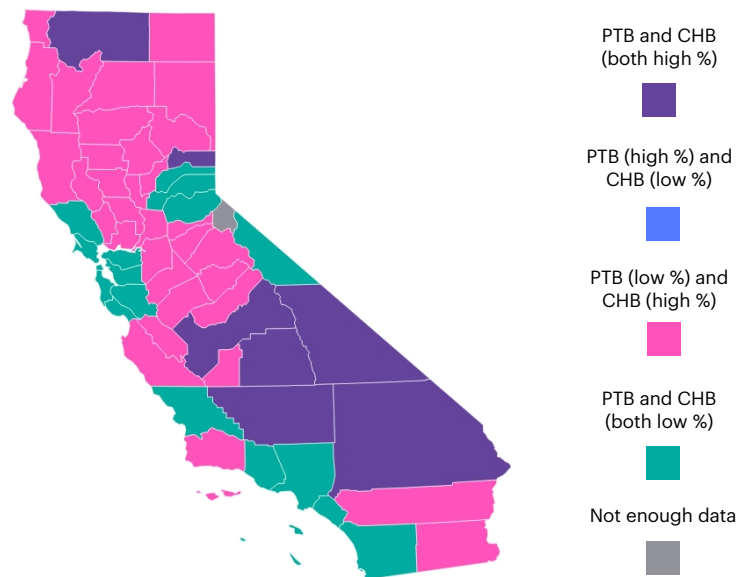 PTB and CHB
(both high %)
PTB (high %) and
CHB (low %)
PTB (low %) and
CHB (high %)
PTB and CHB
(both low %)
Not enough data